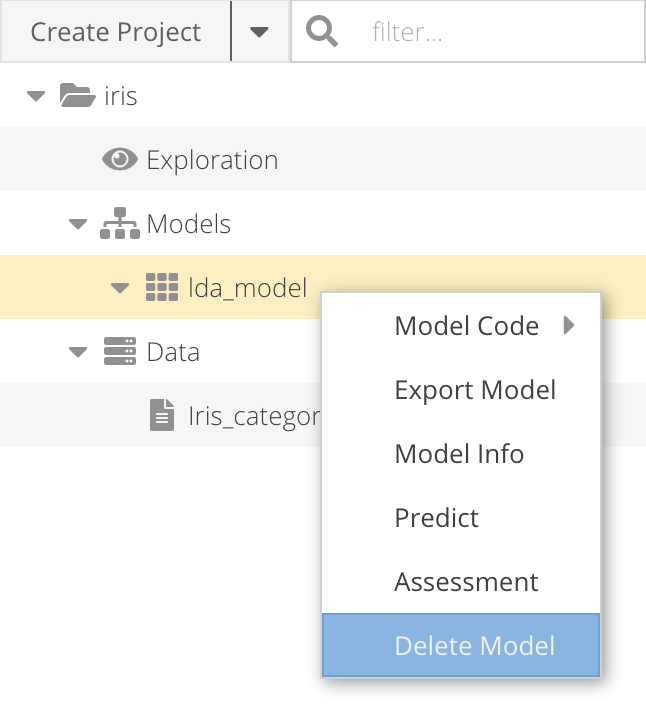 Create Project
filter...
iris
Exploration
Models
lda_model
Model Code
Data
Export Model
Iris_categor
Model Info
Predict
Assessment
Delete Model